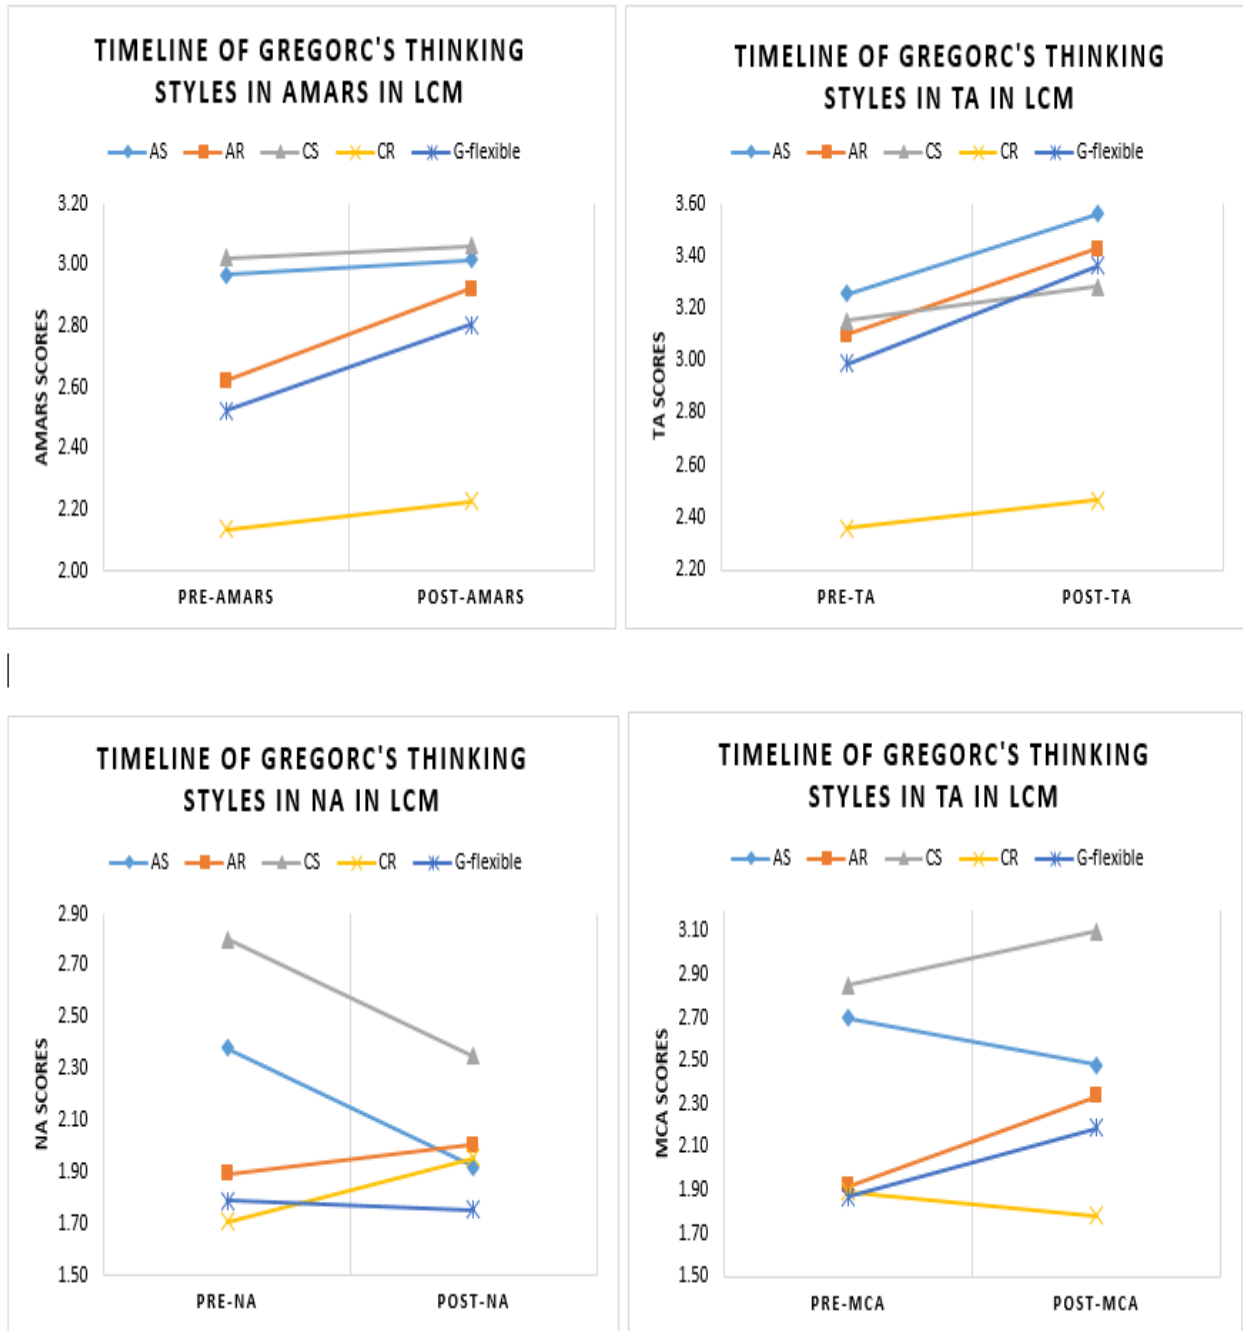 TIMELINE OF GREGORC'S THINKING
STYLES IN AMARS IN LCM
AS AR CS CR G-flexible
3.20
3.00
2.80
2.60
2.40
2.20
2.00
AMARS SCORES
PRE-AMARS POST-AMARS
TIMELINE OF GREGORC'S THINKING
STYLES IN TA IN LCM
AS AR CS CR G-flexible
3.60
3.40
3.20
3.00
2.80
2.60
2.40
2.20
TA SCORES
PRE-TA POST-TA
TIMELINE OF GREGORC'S THINKING
STYLES IN NA IN LCM
AS AR CS CR G-flexible
2.90
2.70
2.50
2.30
2.10
1.90
1.70
1.50
NA SCORES
PRE-NA POST-NA
TIMELINE OF GREGORC'S THINKING
STYLES IN TA IN LCM
AS AR CS CR G-flexible
3.10
2.90
2.70
2.50
2.30
2.10
1.90
1.70
1.50
MCA SCORES
PRE-MCA POST-MCA